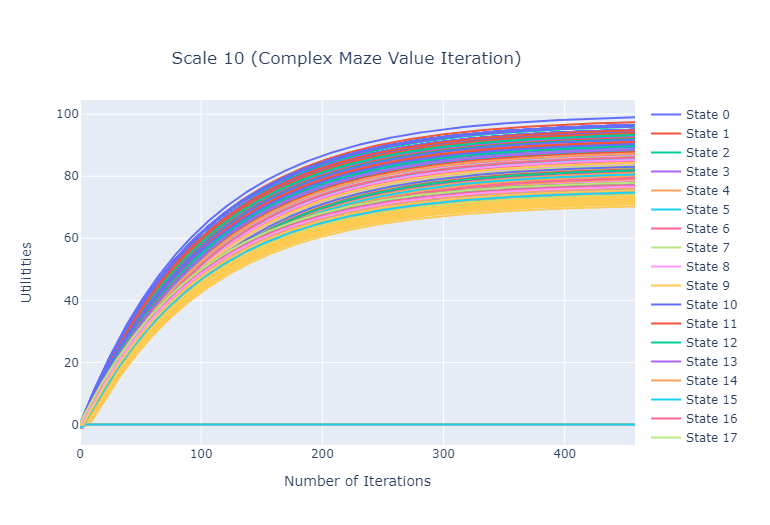 Scale 10 (Complex Maze Value Iteration)
100
80
60
40
20
0
Utilitities
0
100
200
300
400
Number of Iterations
State 0
State 1
State 2
State 3
State 4
State 5
State 6
State 7
State 8
State 9
State 10
State 11
State 12
State 13
State 14
State 15
State 16
State 17